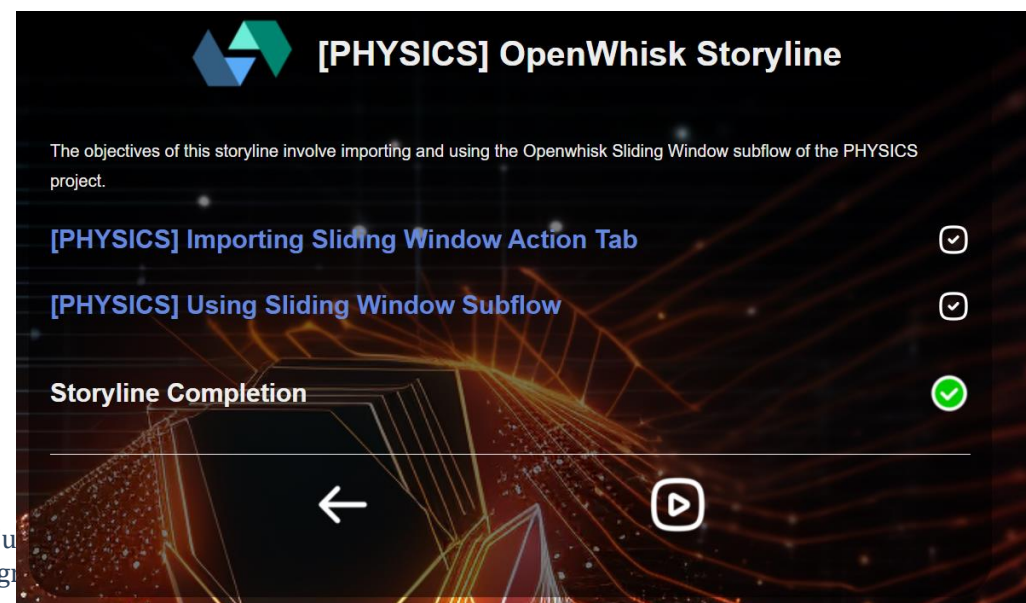 [PHYSICS] OpenWhisk Storyline
The objectives of this storyline involve importing and using the Openwhisk Sliding Window subflow of the PHYSICS
project.
[PHYSICS] Importing Sliding Window Action Tab
[PHYSICS] Using Sliding Window Subflow
Storyline Completion